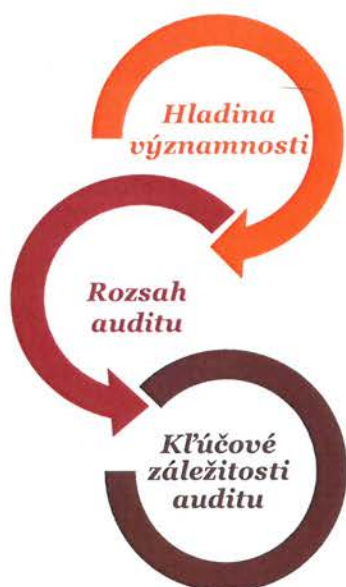 Hladina
významnosti
Rozsah
auditu
Kľúčové
záležitosti
auditu